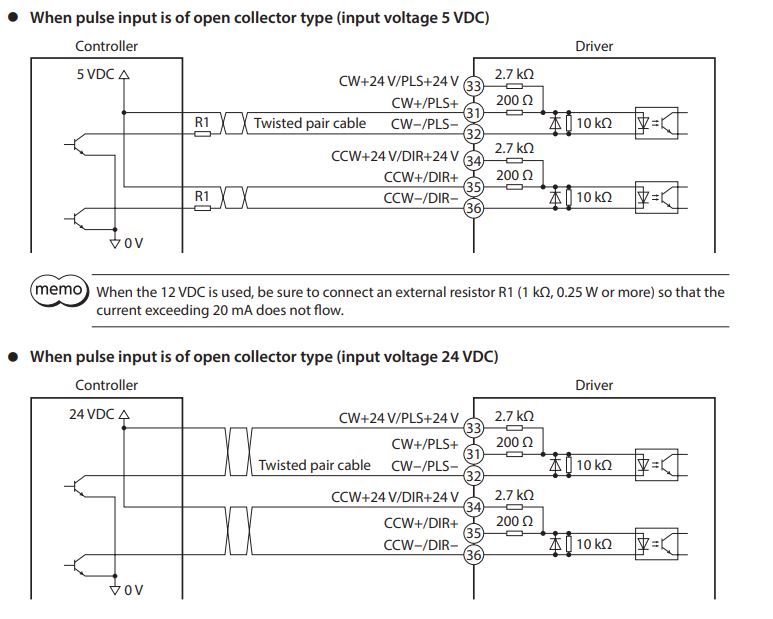 ● When pulse input is of open collector type (input voltage 5 VDC)
Controller
Driver
5 VDC
CW+24 V/PLS+24 V
33
2.7 kΩ
CW+/PLS+
31
200 Ω
R1
Twisted pair cable
CW−/PLS−
32
10 kΩ
CCW+24 V/DIR+24 V
34
2.7 kΩ
CCW+/DIR+
35
200 Ω
R1
CCW−/DIR−
36
10 kΩ
0 V
memo
When the 12 VDC is used, be sure to connect an external resistor R1 (1 kΩ, 0.25 W or more) so that the
current exceeding 20 mA does not flow.
● When pulse input is of open collector type (input voltage 24 VDC)
Controller
Driver
24 VDC
CW+24 V/PLS+24 V
33
2.7 kΩ
CW+/PLS+
31
200 Ω
Twisted pair cable
CW−/PLS−
32
10 kΩ
CCW+24 V/DIR+24 V
34
2.7 kΩ
CCW+/DIR+
35
200 Ω
CCW−/DIR−
36
10 kΩ
0 V